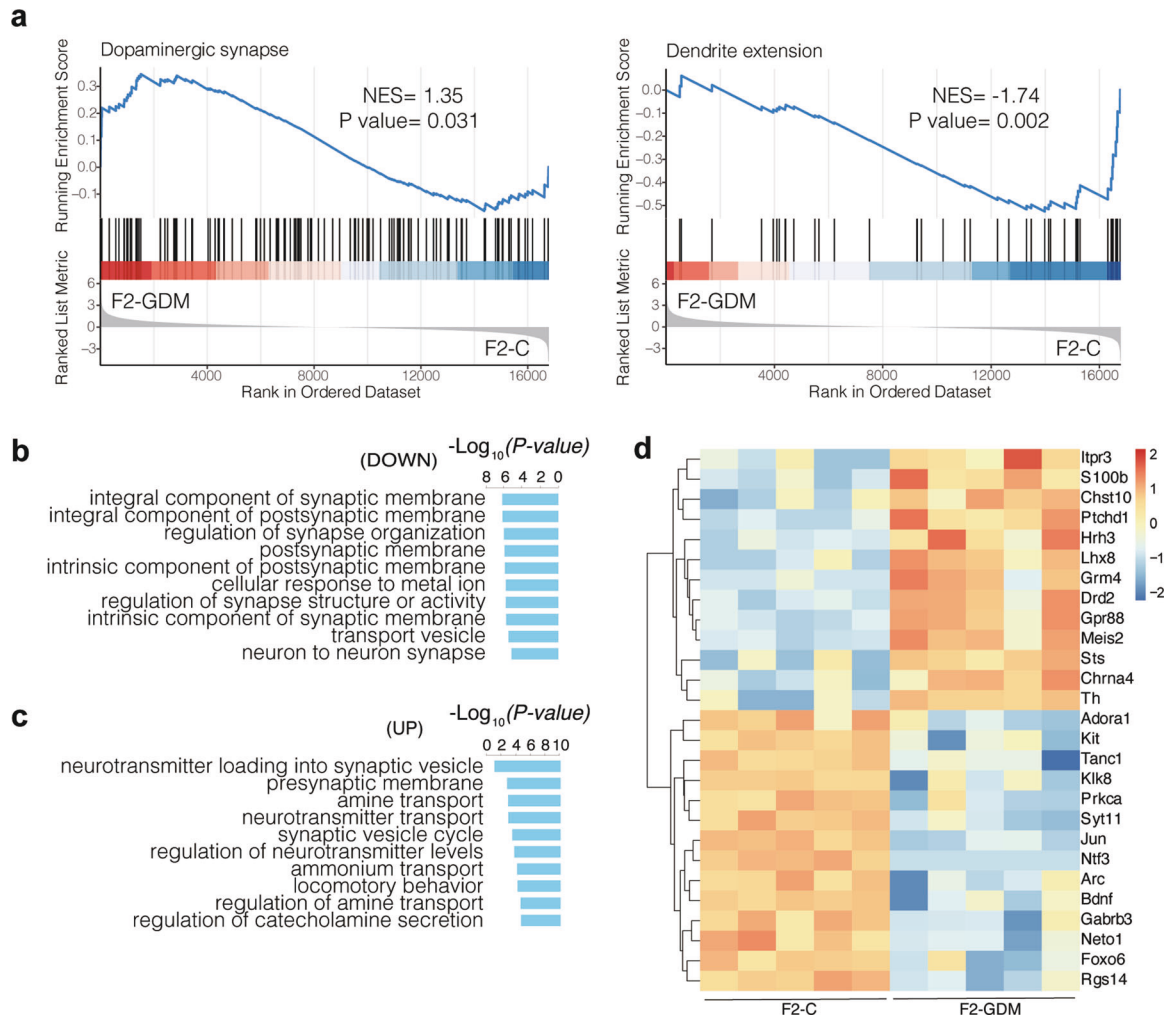 a
Dopaminergic synapse
Running Enrichment Score
0.3
0.2
0.1
0.0
−0.1
NES= 1.35
P value= 0.031
Ranked List Metric
6
3
0
−3
F2-GDM
F2-C
4000
8000
12000
16000
Rank in Ordered Dataset
Dendrite extension
Running Enrichment Score
0.0
−0.1
−0.2
−0.3
−0.4
−0.5
NES= -1.74
P value= 0.002
Ranked List Metric
6
3
0
−3
F2-GDM
F2-C
4000
8000
12000
16000
Rank in Ordered Dataset
b
(DOWN)
-Log10(P-value)
8 6 4 2 0
integral component of synaptic membrane
integral component of postsynaptic membrane
regulation of synapse organization
postsynaptic membrane
intrinsic component of postsynaptic membrane
cellular response to metal ion
regulation of synapse structure or activity
intrinsic component of synaptic membrane
transport vesicle
neuron to neuron synapse
c
(UP)
-Log10(P-value)
0 2 4 6 8 10
neurotransmitter loading into synaptic vesicle
presynaptic membrane
amine transport
neurotransmitter transport
synaptic vesicle cycle
regulation of neurotransmitter levels
ammonium transport
locomotory behavior
regulation of amine transport
regulation of catecholamine secretion
d
Itpr3
S100b
Chst10
Ptchd1
Hrh3
Lhx8
Grm4
Drd2
Gpr88
Meis2
Sts
Chrna4
Th
Adora1
Kit
Tanc1
Klk8
Prkca
Syt11
Jun
Ntf3
Arc
Bdnf
Gabrb3
Neto1
Foxo6
Rgs14
2
1
0
−1
−2
F2-C
F2-GDM